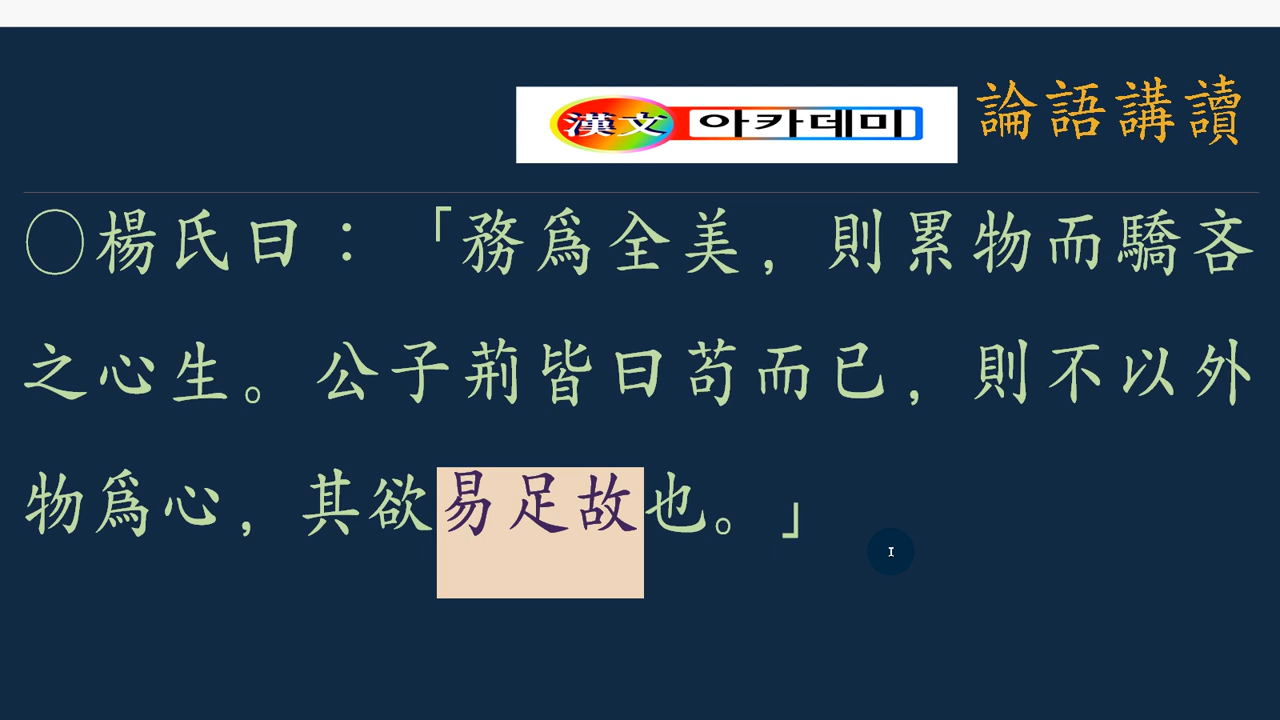 漢文 아카데미 論語講讀
◯楊氏曰：「務爲全美，則累物而驕吝
之心生。公子荊皆曰苟而已，則不以外
物爲心，其欲易足故也。」